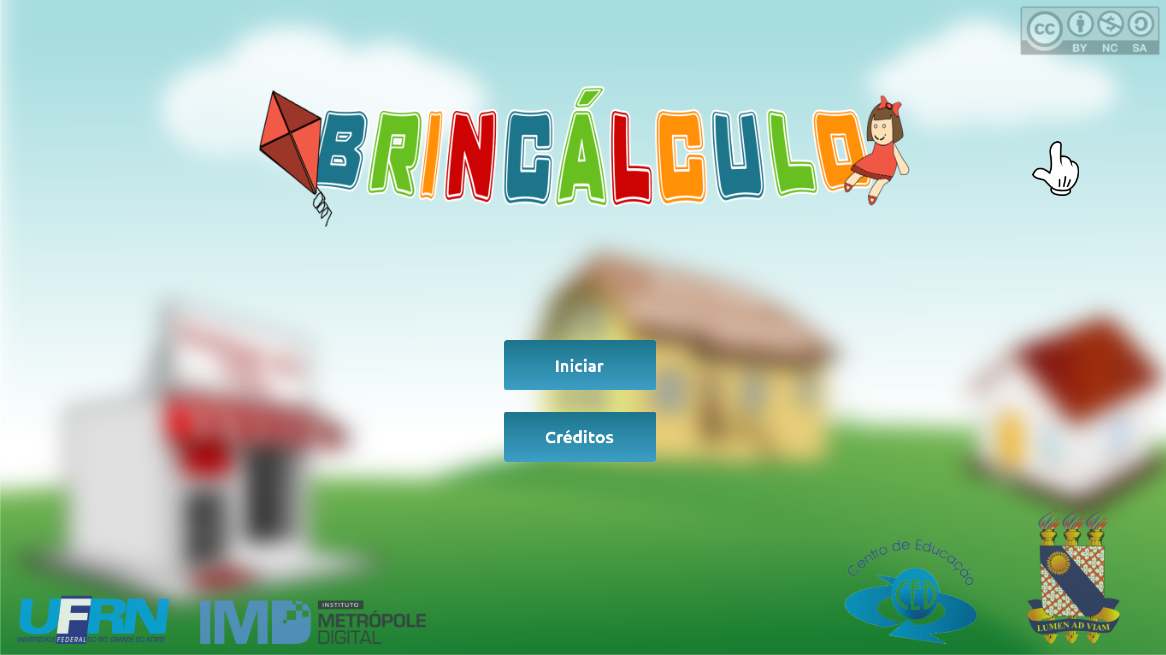 cc
BY NC SA
BRINCÁLCULO
Iniciar
Créditos
Centro de Educação
CED
UFRN
UNIVERSIDADE FEDERAL DO RIO GRANDE DO NORTE
IMD
INSTITUTO
METRÓPOLE
DIGITAL
LUMEN AD VIAM